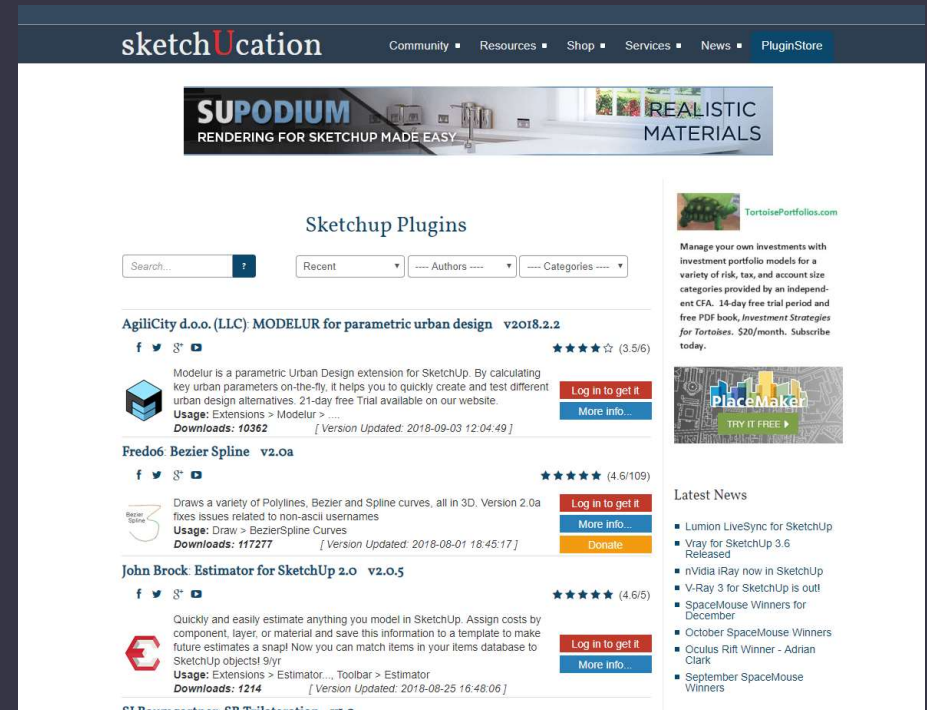 sketchUcation
Community Resources Shop Services News PluginStore
SUPODIUM
RENDERING FOR SKETCHUP MADE EASY
REALISTIC
MATERIALS
Sketchup Plugins
Search... ?
Recent ---- Authors ---- ---- Categories ----
AgiliCity d.o.o. (LLC): MODELUR for parametric urban design v2018.2.2
(3.5/6)
Modelur is a parametric Urban Design extension for SketchUp. By calculating
key urban parameters on-the-fly, it helps you to quickly create and test different
urban design alternatives. 21-day free Trial available on our website.
Usage: Extensions > Modelur > ....
Downloads: 10362 [ Version Updated: 2018-09-03 12:04:49 ]
Log in to get it
More info...
Fredo6: Bezier Spline v2.0a
(4.6/109)
Bezier
Spline
Draws a variety of Polylines, Bezier and Spline curves, all in 3D. Version 2.0a
fixes issues related to non-ascii usernames
Usage: Draw > BezierSpline Curves
Downloads: 117277 [ Version Updated: 2018-08-01 18:45:17 ]
Log in to get it
More info...
Donate
John Brock: Estimator for SketchUp 2.0 v2.0.5
(4.6/5)
Quickly and easily estimate anything you model in SketchUp. Assign costs by
component, layer, or material and save this information to a template to make
future estimates a snap! Now you can match items in your items database to
SketchUp objects! 9/yr
Usage: Extensions > Estimator..., Toolbar > Estimator
Downloads: 1214 [ Version Updated: 2018-08-25 16:48:06 ]
Log in to get it
More info...
TortoisePortfolios.com
Manage your own investments with
investment portfolio models for a
variety of risk, tax, and account size
categories provided by an independ-
ent CFA. 14-day free trial period and
free PDF book, Investment Strategies
for Tortoises. $20/month. Subscribe
today.
PlaceMaker
TRY IT FREE
Latest News
Lumion LiveSync for SketchUp
Vray for SketchUp 3.6
Released
nVidia iRay now in SketchUp
V-Ray 3 for SketchUp is out!
SpaceMouse Winners for
December
October SpaceMouse Winners
Oculus Rift Winner - Adrian
Clark
September SpaceMouse
Winners